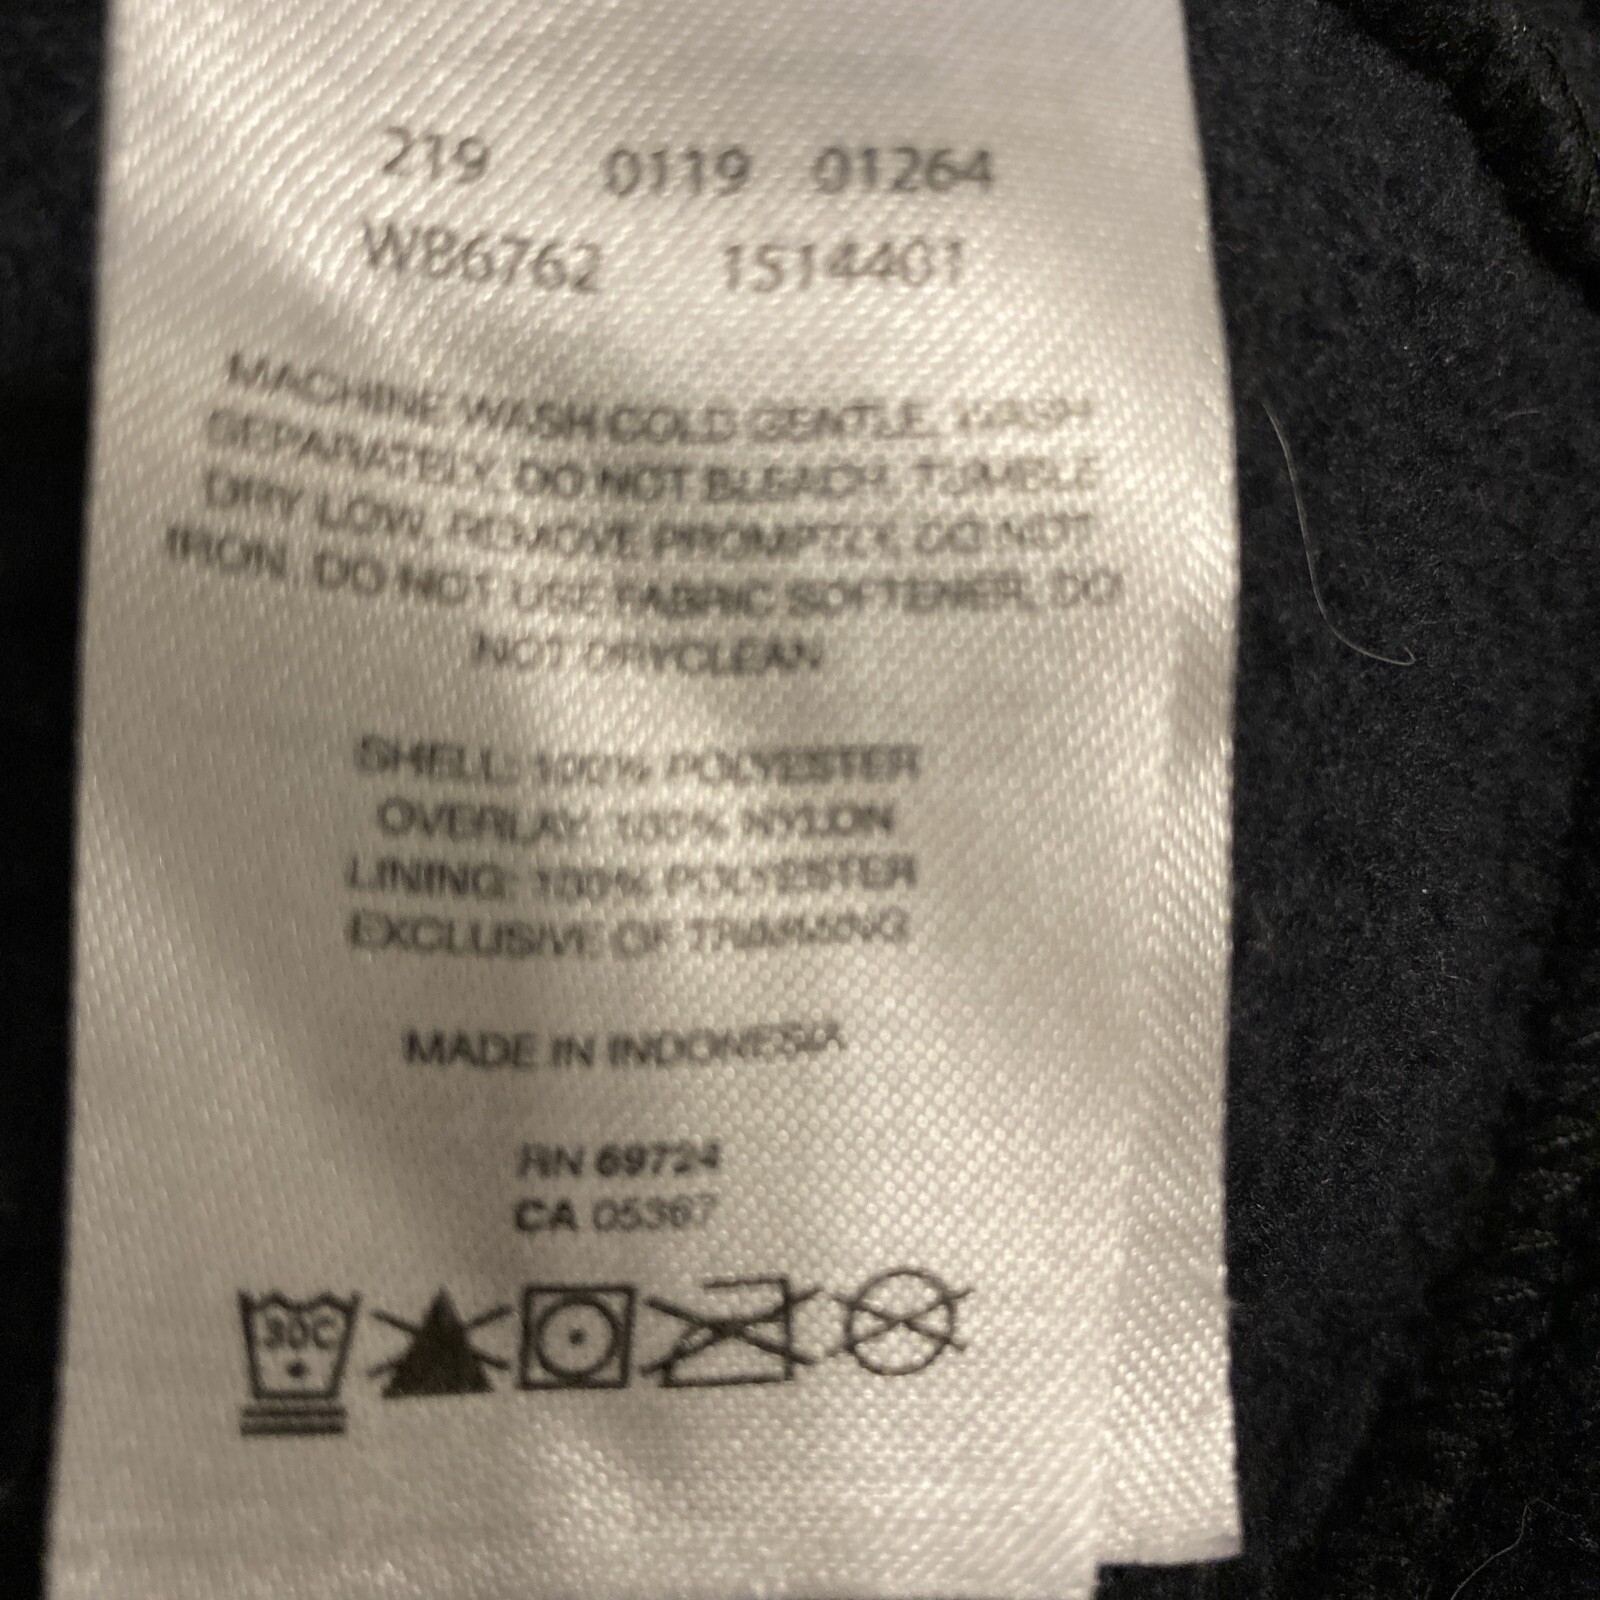 219 0119 01264
WB6762 1514401
MACHINE WASH COLD GENTLE, WASH
SEPARATELY, DO NOT BLEACH, TUMBLE
DRY LOW, REMOVE PROMPTLY, DO NOT
IRON, DO NOT USE FABRIC SOFTENER, DO
NOT DRYCLEAN
SHELL: 100% POLYESTER
OVERLAY: 100% NYLON
LINING: 100% POLYESTER
EXCLUSIVE OF TRIMMING
MADE IN INDONESIA
RN 69724
CA 05367
30C